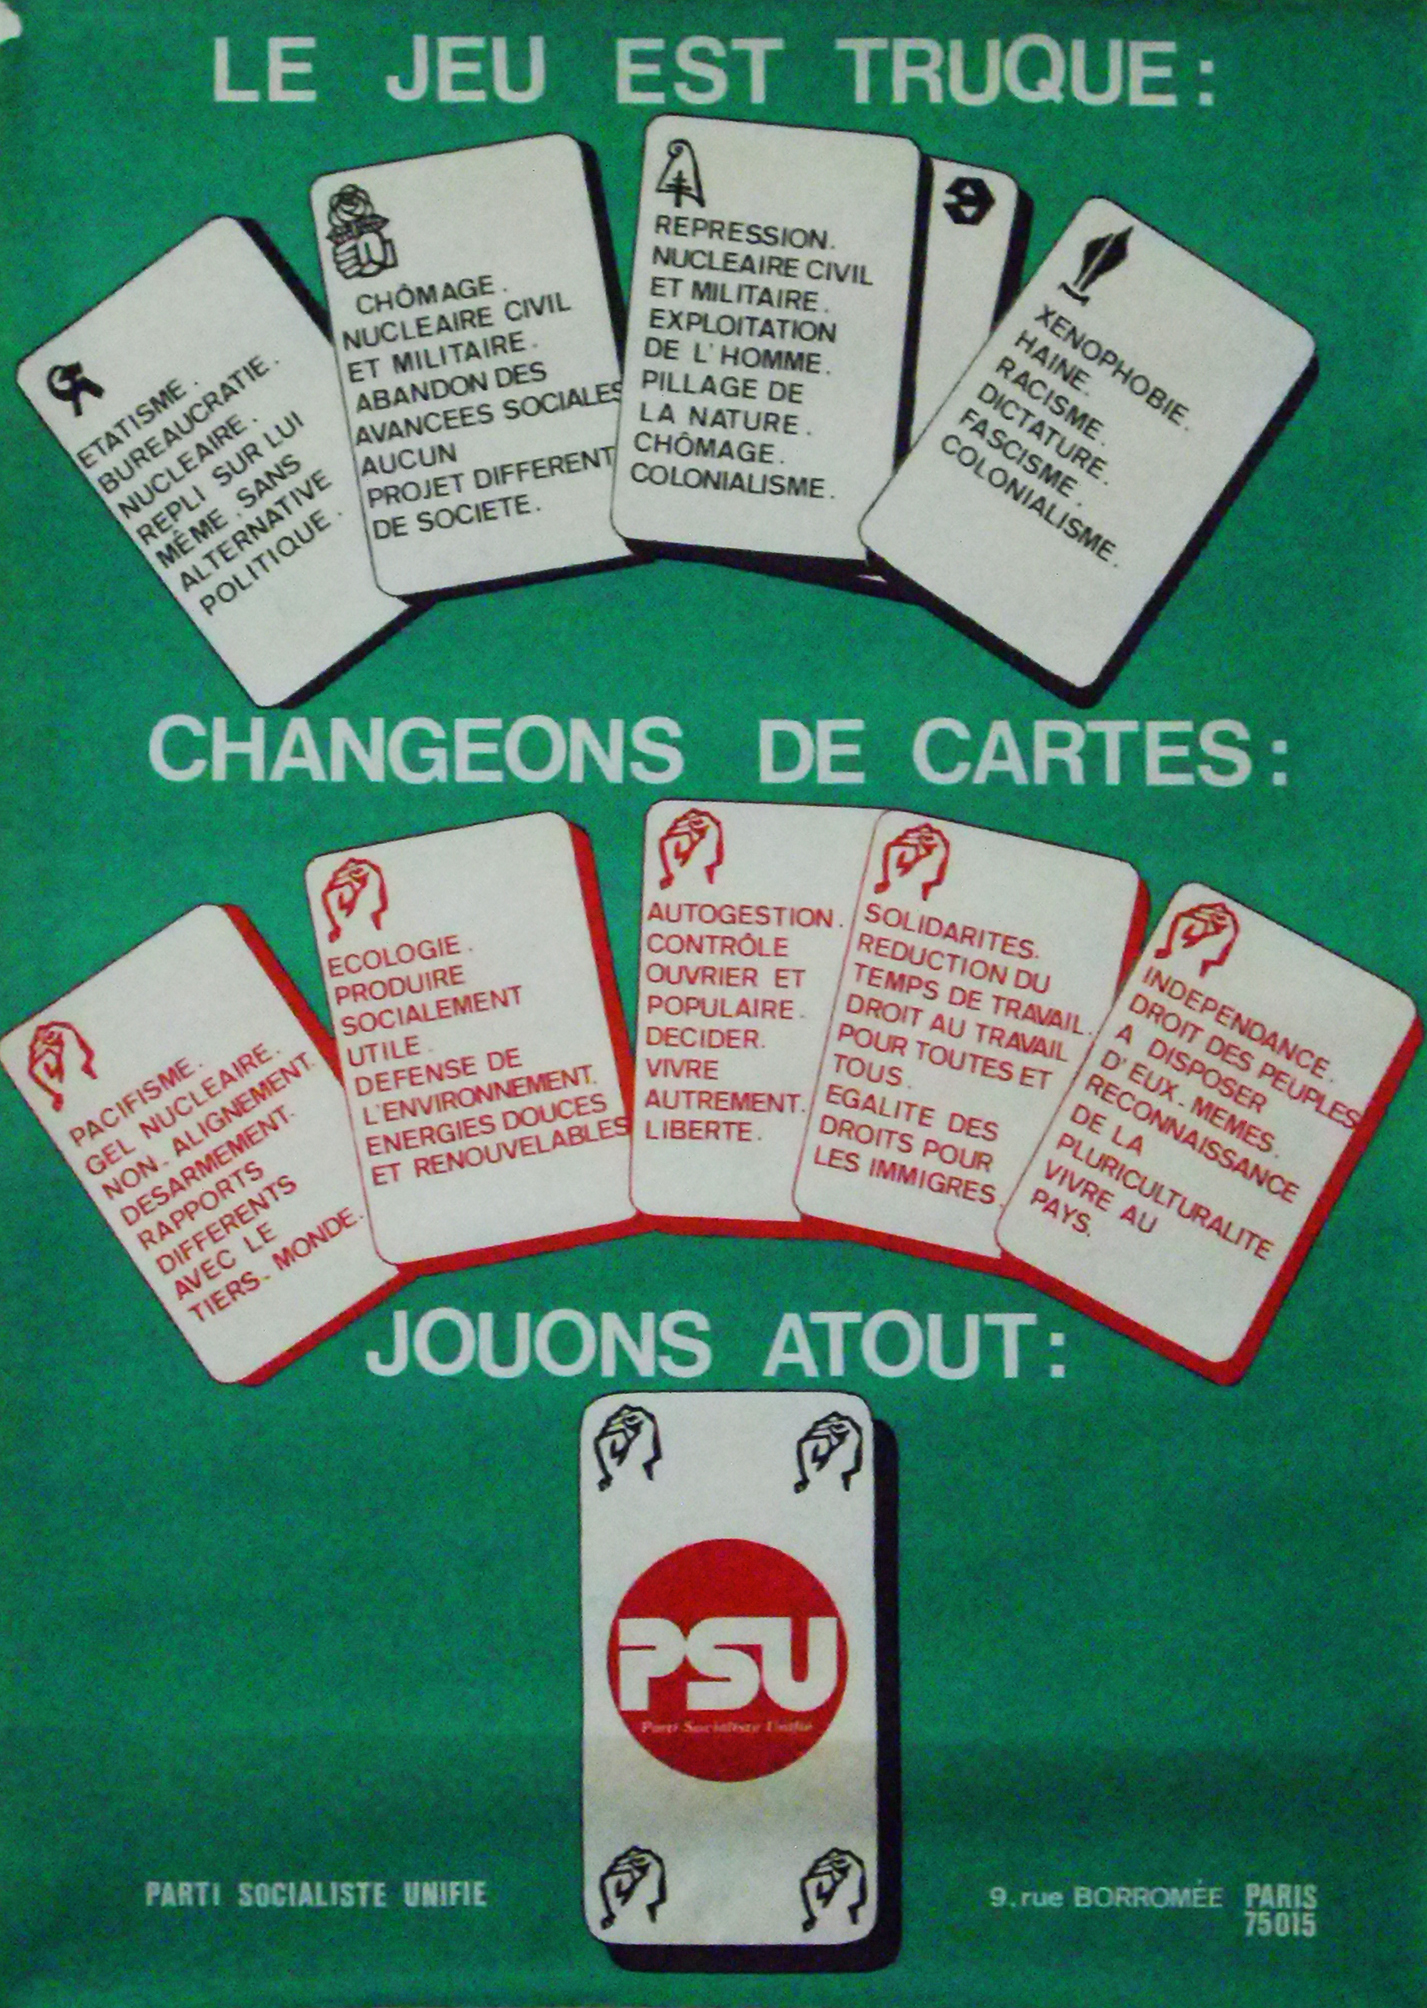 LE JEU EST TRUQUE :
ETATISME.
BUREAUCRATIE.
NUCLEAIRE.
REPLI SUR LUI
MÊME. SANS
ALTERNATIVE
POLITIQUE.
CHÔMAGE.
NUCLEAIRE CIVIL
ET MILITAIRE.
ABANDON DES
AVANCEES SOCIALES
AUCUN
PROJET DIFFERENT
DE SOCIETE.
REPRESSION.
NUCLEAIRE CIVIL
ET MILITAIRE.
EXPLOITATION
DE L'HOMME.
PILLAGE DE
LA NATURE.
CHÔMAGE.
COLONIALISME.
XENOPHOBIE.
HAINE.
RACISME.
DICTATURE.
FASCISME.
COLONIALISME.
CHANGEONS DE CARTES :
PACIFISME.
GEL NUCLEAIRE.
NON-ALIGNEMENT.
DESARMEMENT.
RAPPORTS
DIFFERENTS
AVEC LE
TIERS-MONDE.
ECOLOGIE.
PRODUIRE
SOCIALEMENT
UTILE.
DEFENSE DE
L'ENVIRONNEMENT.
ENERGIES DOUCES
ET RENOUVELABLES
AUTOGESTION.
CONTRÔLE
OUVRIER ET
POPULAIRE.
DECIDER.
VIVRE
AUTREMENT.
LIBERTE.
SOLIDARITES.
REDUCTION DU
TEMPS DE TRAVAIL.
DROIT AU TRAVAIL
POUR TOUTES ET
TOUS.
EGALITE DES
DROITS POUR
LES IMMIGRES.
INDEPENDANCE.
DROIT DES PEUPLES
A DISPOSER
D'EUX-MEMES.
RECONNAISSANCE
DE LA
PLURICULTURALITE
VIVRE AU
PAYS.
JOUONS ATOUT :
PSU
Parti Socialiste Unifié
PARTI SOCIALISTE UNIFIE
9, rue BORROMÉE PARIS
75015